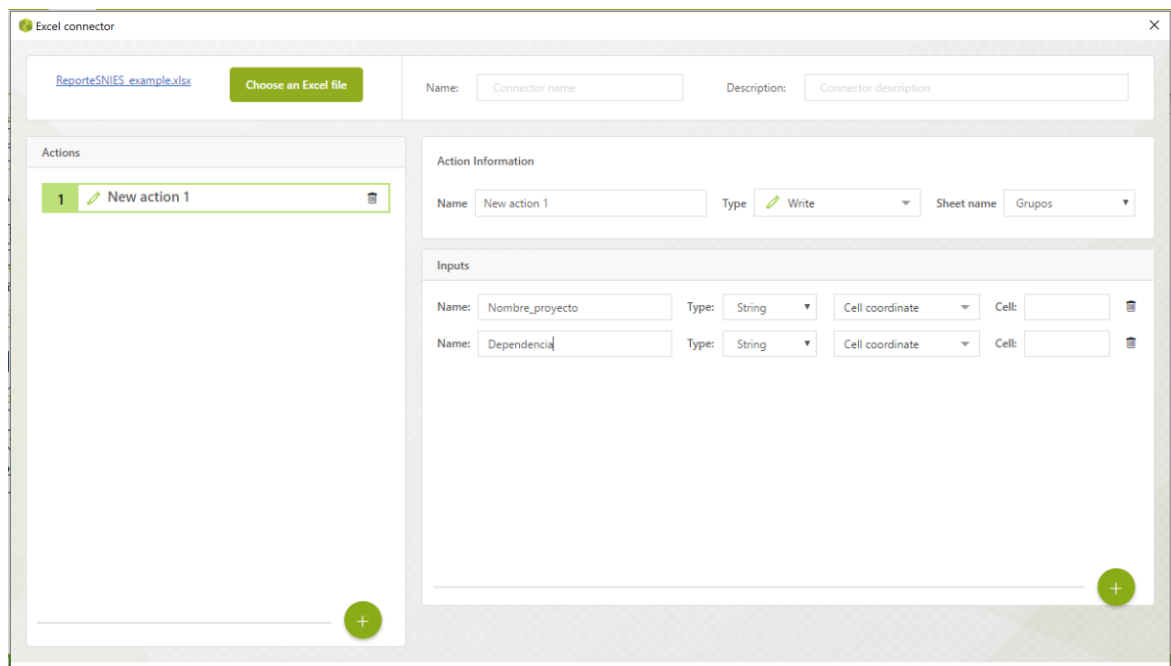 Excel connector
ReporteSNIES_example.xlsx
Choose an Excel file
Name: Connector name
Description: Connector description
Actions
1 New action 1
Action Information
Name New action 1 Type Write Sheet name Grupos
Inputs
Name: Nombre_proyecto Type: String Cell coordinate Cell:
Name: Dependencia Type: String Cell coordinate Cell: